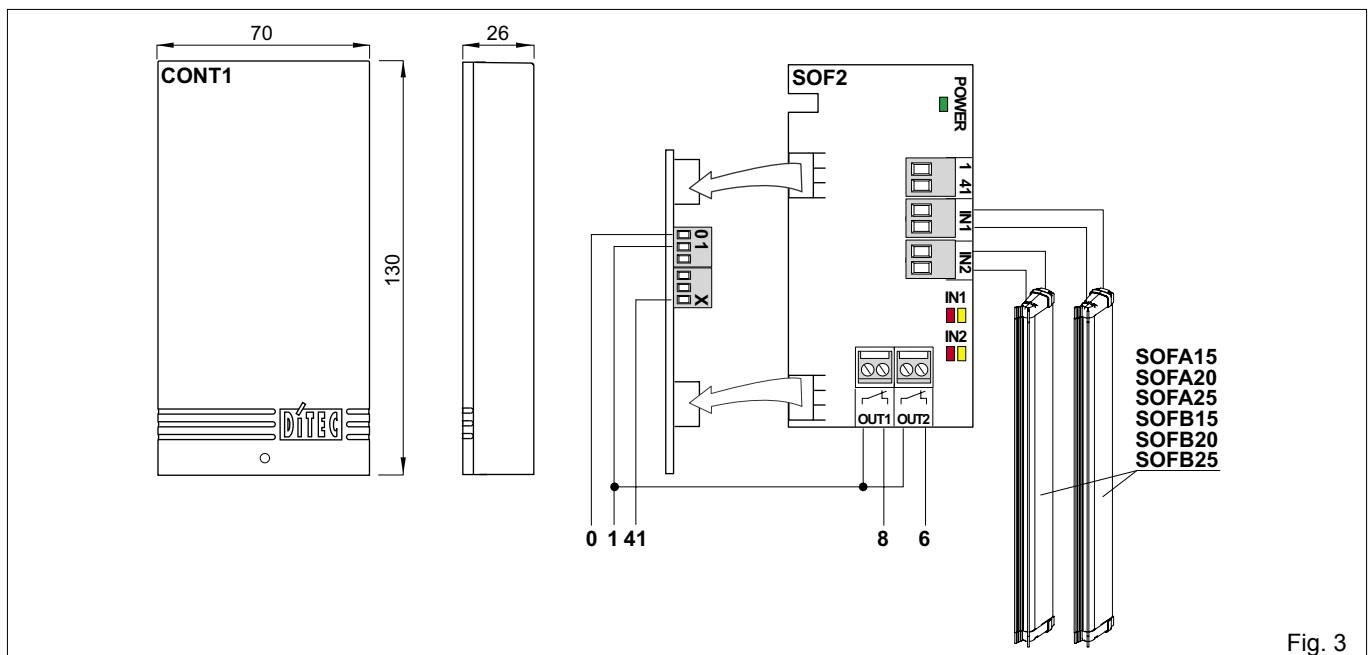 70
26
CONT1
130
DITEC
SOF2
POWER
1 41
IN1
IN2
0 1
X
IN1
IN2
OUT1 OUT2
0 1 41
8 6
SOFA15
SOFA20
SOFA25
SOFB15
SOFB20
SOFB25
Fig. 3